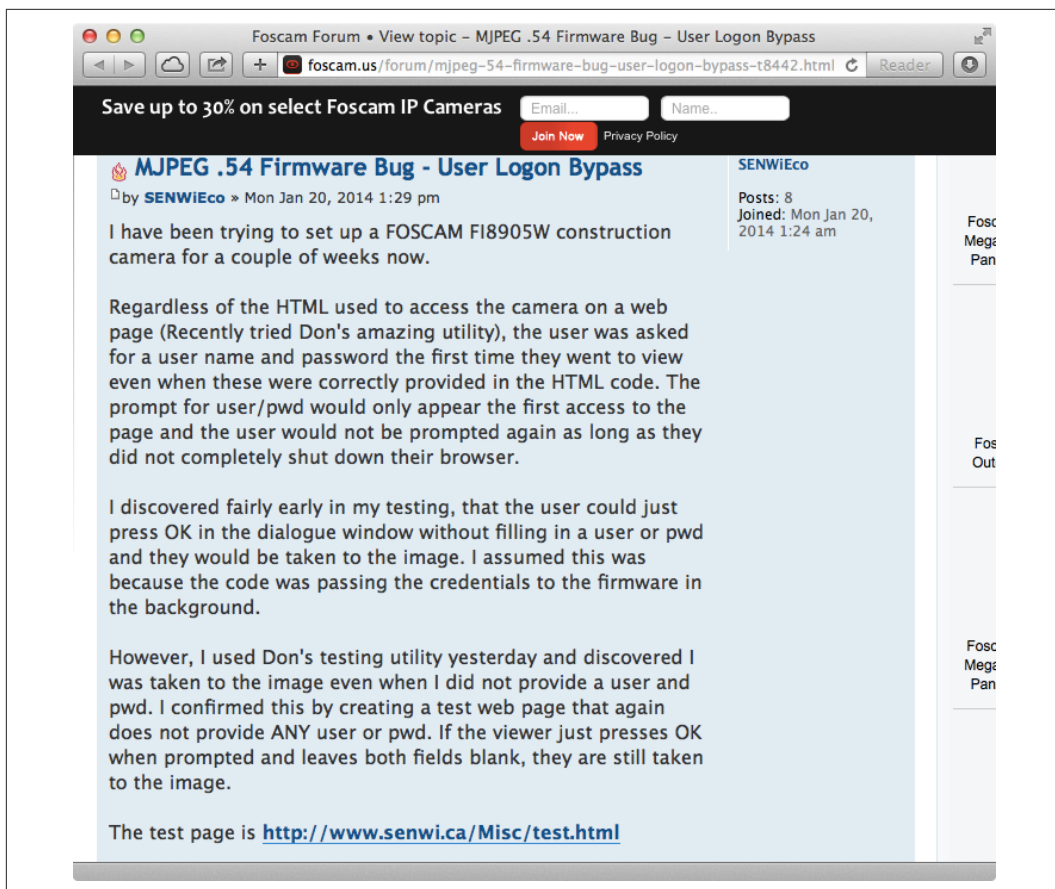 Foscam Forum • View topic – MJPEG .54 Firmware Bug – User Logon Bypass
foscam.us/forum/mjpeg-54-firmware-bug-user-logon-bypass-t8442.html
Reader
Save up to 30% on select Foscam IP Cameras
Email...
Name..
Join Now
Privacy Policy
MJPEG .54 Firmware Bug - User Logon Bypass
by SENWiEco » Mon Jan 20, 2014 1:29 pm
I have been trying to set up a FOSCAM FI8905W construction
camera for a couple of weeks now.
Regardless of the HTML used to access the camera on a web
page (Recently tried Don's amazing utility), the user was asked
for a user name and password the first time they went to view
even when these were correctly provided in the HTML code. The
prompt for user/pwd would only appear the first access to the
page and the user would not be prompted again as long as they
did not completely shut down their browser.
I discovered fairly early in my testing, that the user could just
press OK in the dialogue window without filling in a user or pwd
and they would be taken to the image. I assumed this was
because the code was passing the credentials to the firmware in
the background.
However, I used Don's testing utility yesterday and discovered I
was taken to the image even when I did not provide a user and
pwd. I confirmed this by creating a test web page that again
does not provide ANY user or pwd. If the viewer just presses OK
when prompted and leaves both fields blank, they are still taken
to the image.
The test page is http://www.senwi.ca/Misc/test.html
SENWiEco
Posts: 8
Joined: Mon Jan 20,
2014 1:24 am
Fosc
Mega
Pan
Fos
Out
Fosc
Mega
Pan